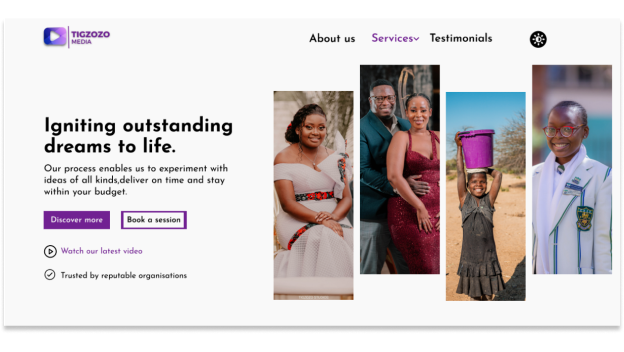 TIGZOZO
MEDIA
About us Services Testimonials
Igniting outstanding
dreams to life.
Our process enables us to experiment with
ideas of all kinds,deliver on time and stay
within your budget.
Discover more Book a session
Watch our latest video
Trusted by reputable organisations